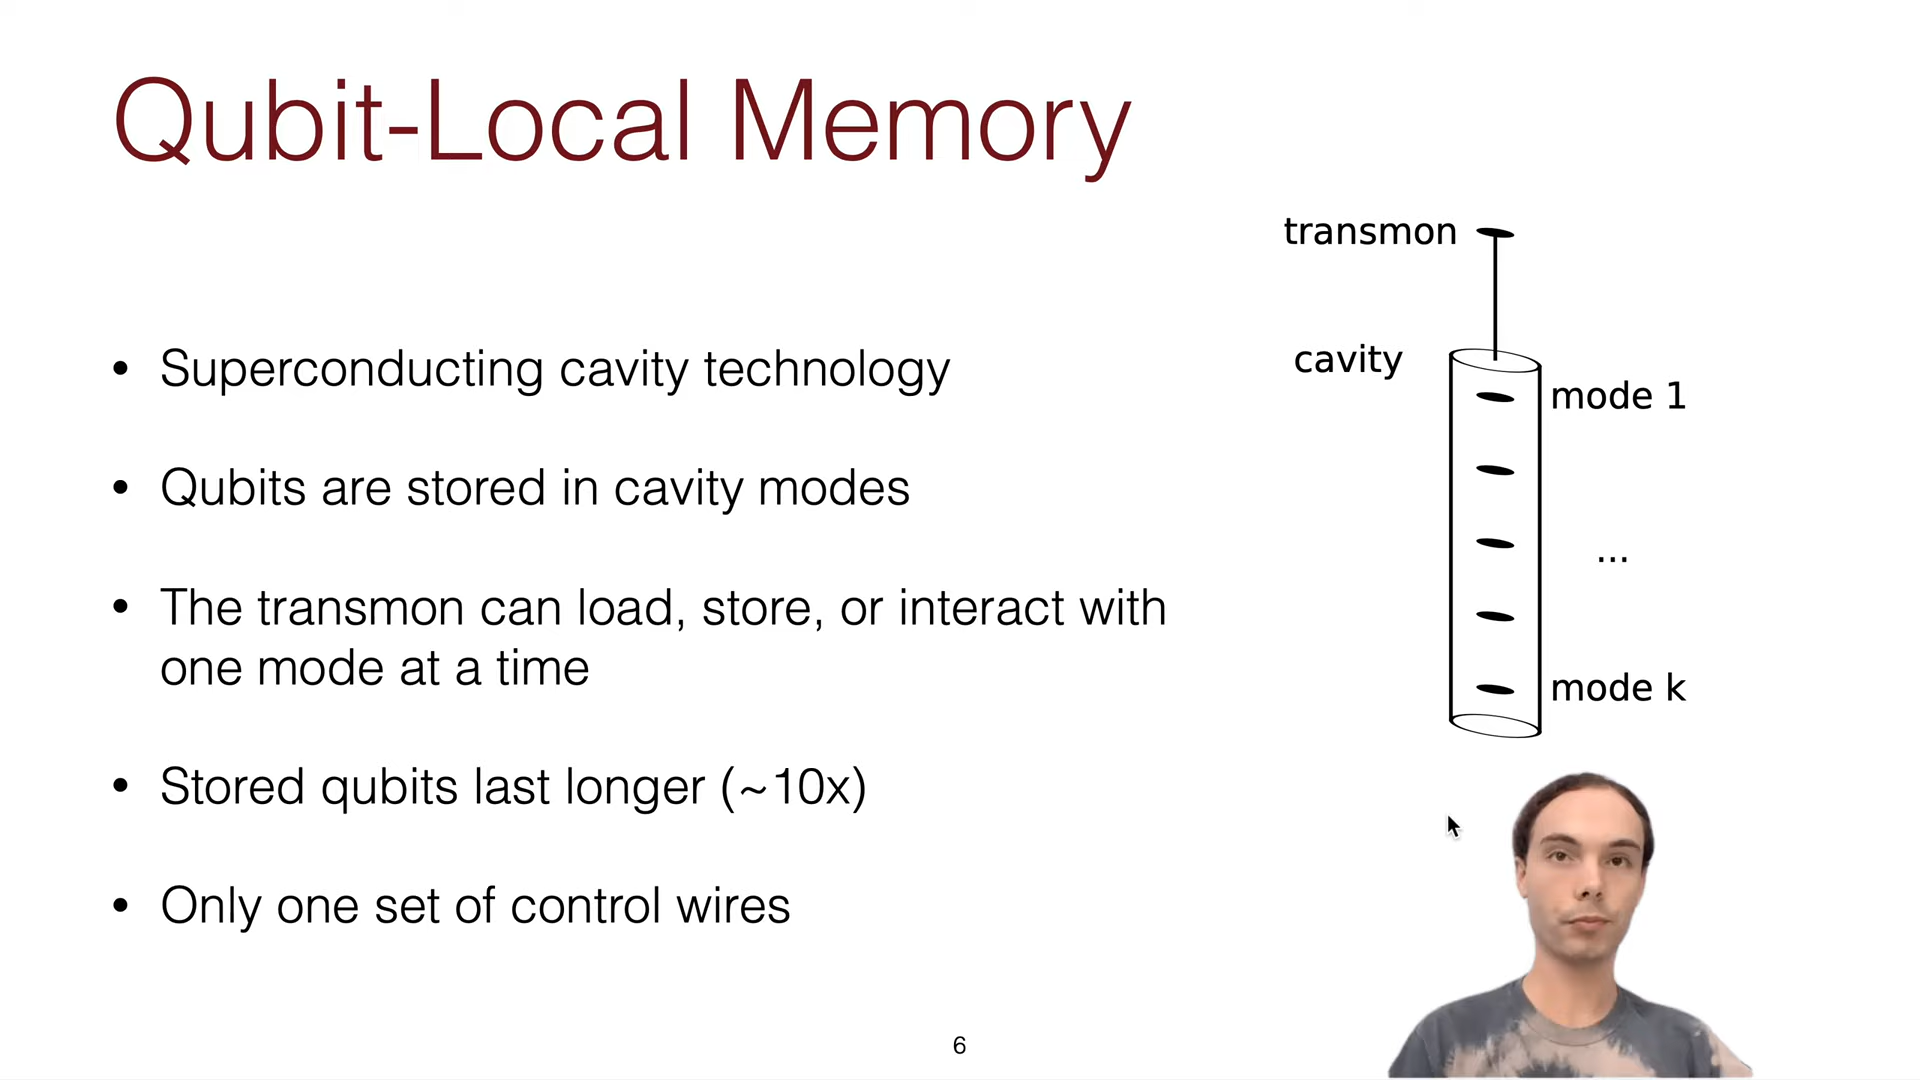 Qubit-Local Memory
• Superconducting cavity technology
• Qubits are stored in cavity modes
• The transmon can load, store, or interact with
one mode at a time
• Stored qubits last longer (~10x)
• Only one set of control wires
transmon
cavity
mode 1
...
mode k
6